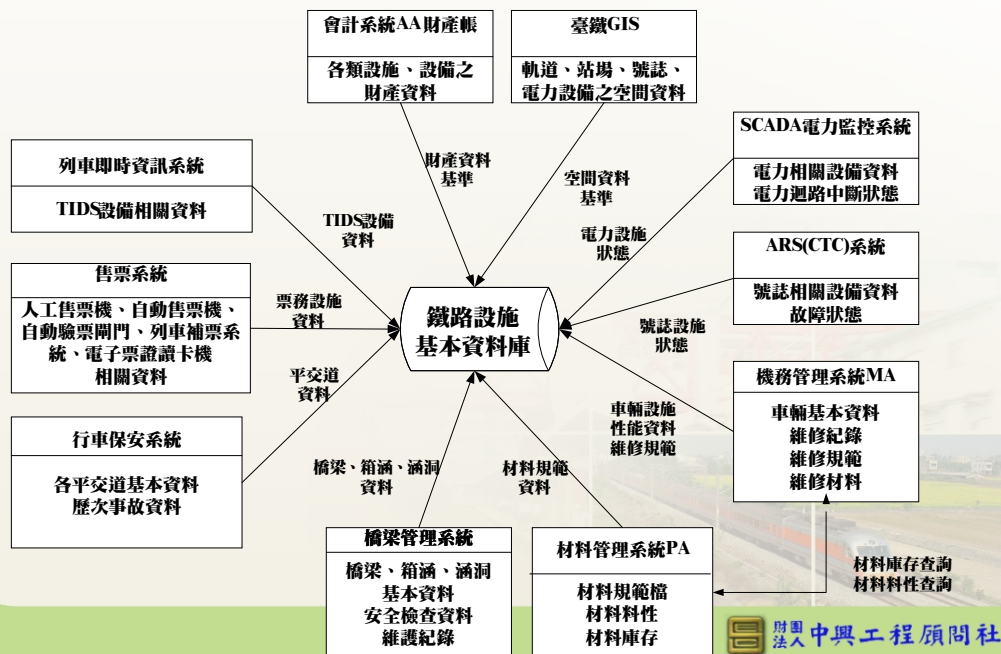 會計系統AA財產帳
各類設施、設備之
財產資料
臺鐵GIS
軌道、站場、號誌、
電力設備之空間資料
SCADA電力監控系統
電力相關設備資料
電力迴路中斷狀態
列車即時資訊系統
TIDS設備相關資料
財產資料
基準
空間資料
基準
TIDS設備
資料
電力設施
狀態
ARS(CTC)系統
號誌相關設備資料
故障狀態
售票系統
人工售票機、自動售票機、
自動驗票閘門、列車補票系
統、電子票證讀卡機
相關資料
票務設施
資料
鐵路設施
基本資料庫
號誌設施
狀態
平交道
資料
機務管理系統MA
車輛基本資料
維修紀錄
維修規範
維修材料
車輛設施
性能資料
維修規範
行車保安系統
各平交道基本資料
歷次事故資料
橋梁、箱涵、涵洞
資料
材料規範
資料
橋梁管理系統
橋梁、箱涵、涵洞
基本資料
安全檢查資料
維護紀錄
材料管理系統PA
材料規範檔
材料料性
材料庫存
材料庫存查詢
材料料性查詢
財團法人中興工程顧問社